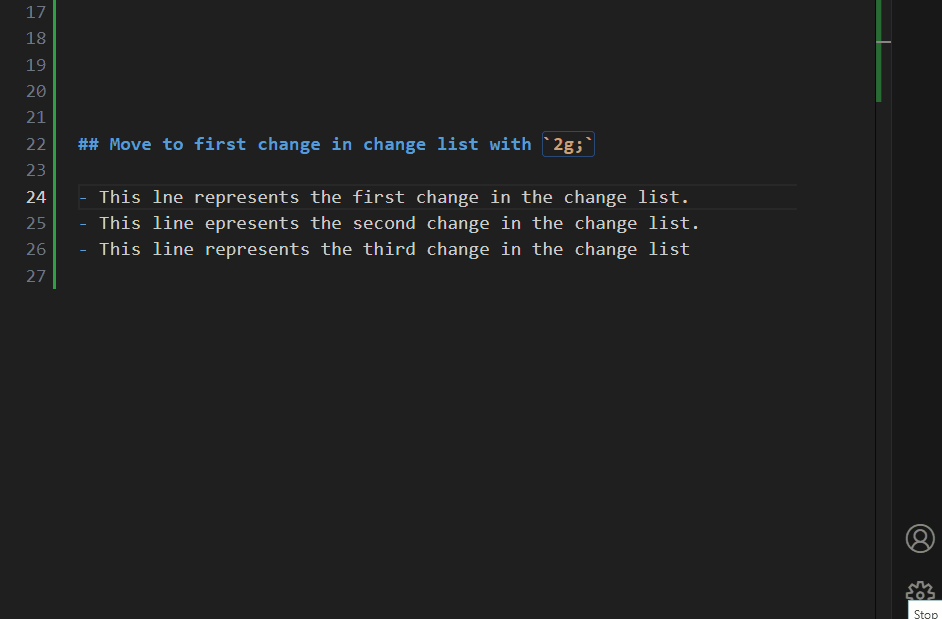 17
18
19
20
21
22 ## Move to first change in change list with `2g;`
23
24 - This lne represents the first change in the change list.
25 - This line epresents the second change in the change list.
26 - This line represents the third change in the change list
27
Stop